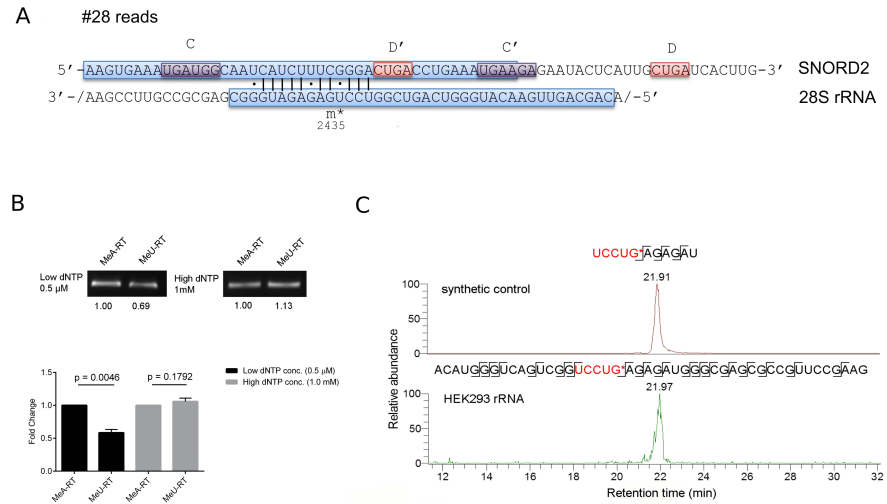 A
#28 reads
C D' C' D
5'-AAGUGAAAUGAUGGCAAUCAUCUUUCGGGACUGACCUGAAAUGAAGAGAAUACUCAUUGCUGAUCACUUG-3' SNORD2
3'-/AAGCCUUGCCGCGAGCGGGUAGAGAGUCCUGGCUGACUGGGUACAAGUUGACGACA/-5' 28S rRNA
m*
2435
B
MeA-RT MeU-RT MeA-RT MeU-RT
Low dNTP
0.5 µM
High dNTP
1mM
1.00 0.69 1.00 1.13
p = 0.0046 p = 0.1792
Low dNTP conc. (0.5 µM)
High dNTP conc. (1.0 mM)
Fold Change
1.5
1.0
0.5
0.0
MeA-RT MeU-RT MeA-RT MeU-RT
C
UCCUG*AGAGAU
21.91
synthetic control
100
50
0
ACAUGGGUCAGUCGGUCCUG*AGAGAUGGGCGAGCGCCGUUCCGAAG
21.97
HEK293 rRNA
100
50
0
Relative abundance
12 14 16 18 20 22 24 26 28 30 32
Retention time (min)